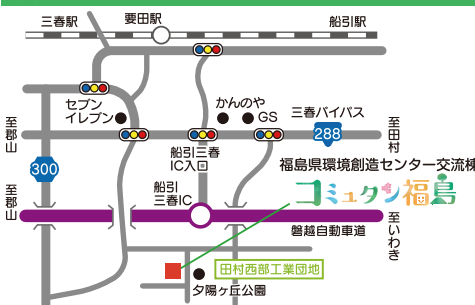 三春駅
要田駅
船引駅
セブン
イレブン
かんのや
GS
三春バイパス
288
至郡山
至田村
300
船引三春
IC入口
福島県環境創造センター交流棟
コミュタン福島
船引
三春IC
至郡山
磐越自動車道
至いわき
田村西部工業団地
夕陽ヶ丘公園